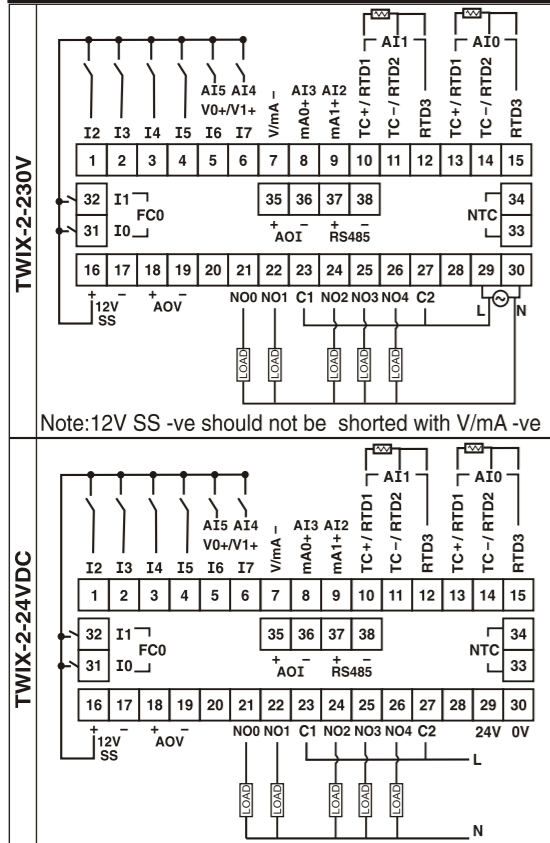 TWIX-2-230V
AI1 AI0
AI5 AI4
V0+/V1+
V/mA −
AI3
mA0+
AI2
mA1+
TC+ / RTD1
TC − / RTD2
RTD3
TC+ / RTD1
TC − / RTD2
RTD3
I2 I3 I4 I5 I6 I7
1 2 3 4 5 6 7 8 9 10 11 12 13 14 15
32 I1 35 36 37 38 34
FC0 NTC
31 I0 + − + − 33
AOI RS485
16 17 18 19 20 21 22 23 24 25 26 27 28 29 30
+ − + − NO0 NO1 C1 NO2 NO3 NO4 C2
12V AOV L N
SS
LOAD LOAD LOAD LOAD LOAD
Note:12V SS -ve should not be shorted with V/mA -ve
TWIX-2-24VDC
AI1 AI0
AI5 AI4
V0+/V1+
V/mA −
AI3
mA0+
AI2
mA1+
TC+ / RTD1
TC − / RTD2
RTD3
TC+ / RTD1
TC − / RTD2
RTD3
I2 I3 I4 I5 I6 I7
1 2 3 4 5 6 7 8 9 10 11 12 13 14 15
32 I1 35 36 37 38 34
FC0 NTC
31 I0 + − + − 33
AOI RS485
16 17 18 19 20 21 22 23 24 25 26 27 28 29 30
+ − + − NO0 NO1 C1 NO2 NO3 NO4 C2 24V 0V
12V AOV
SS
L
LOAD LOAD LOAD LOAD LOAD
N